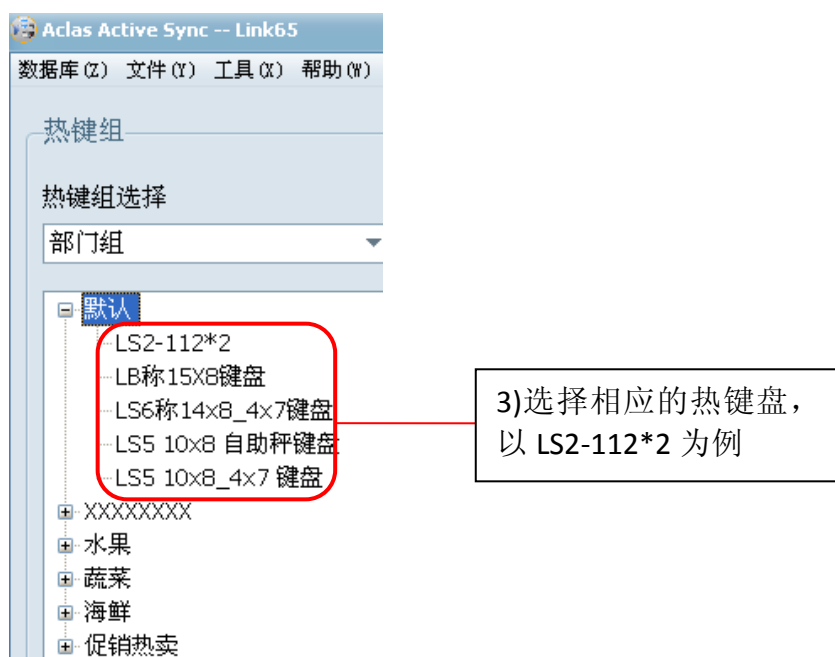 Aclas Active Sync -- Link65
数据库(Z) 文件(Y) 工具(X) 帮助(W)
热键组
热键组选择
部门组
默认
LS2-112*2
LB称15X8键盘
LS6称14x8_4x7键盘
LS5 10x8 自助秤键盘
LS5 10x8_4x7 键盘
XXXXXXXX
水果
蔬菜
海鲜
促销热卖
3)选择相应的热键盘，
以 LS2-112*2 为例